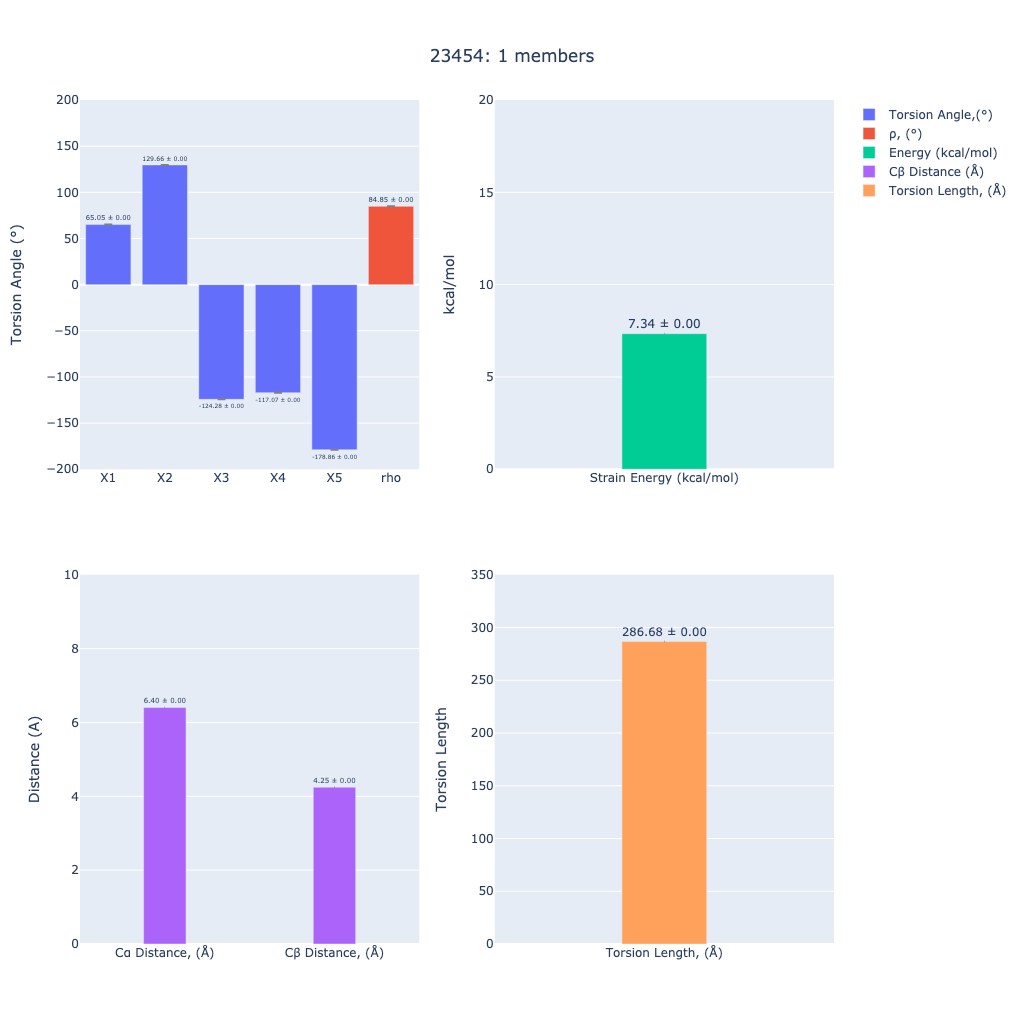 23454: 1 members
Torsion Angle (°)
200
150
100
50
0
−50
−100
−150
−200
65.05 ± 0.00
129.66 ± 0.00
-124.28 ± 0.00
-117.07 ± 0.00
-178.86 ± 0.00
84.85 ± 0.00
X1 X2 X3 X4 X5 rho
kcal/mol
20
15
10
5
0
7.34 ± 0.00
Strain Energy (kcal/mol)
Torsion Angle,(°)
ρ, (°)
Energy (kcal/mol)
Cβ Distance (Å)
Torsion Length, (Å)
Distance (A)
10
8
6
4
2
0
6.40 ± 0.00
4.25 ± 0.00
Cα Distance, (Å) Cβ Distance, (Å)
Torsion Length
350
300
250
200
150
100
50
0
286.68 ± 0.00
Torsion Length, (Å)